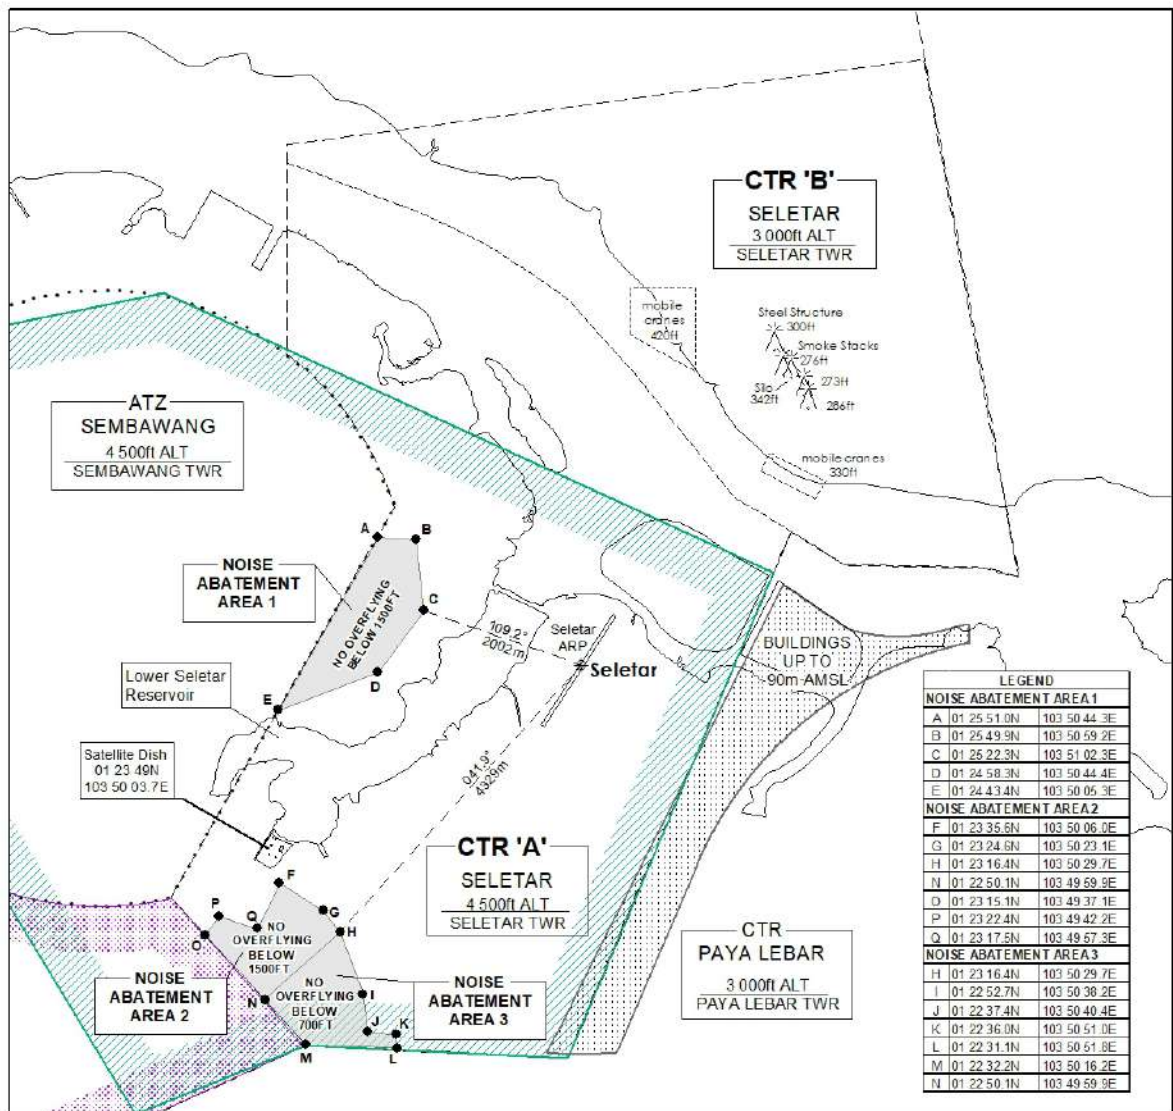 CTR 'B'
SELETAR
3 000ft ALT
SELETAR TWR
mobile
cranes
420ft
Steel Structure
300ft
Smoke Stacks
276ft
Silo
342ft
273ft
286ft
mobile cranes
330ft
ATZ
SEMBAWANG
4 500ft ALT
SEMBAWANG TWR
A
B
C
D
E
NOISE
ABATEMENT
AREA 1
NO OVERFLYING
BELOW 1500FT
109.2°
2002m
Seletar
ARP
Seletar
BUILDINGS
UP TO
90m AMSL
Lower Seletar
Reservoir
Satellite Dish
01 23 49N
103 50 03.7E
041.9°
4329m
CTR 'A'
SELETAR
4 500ft ALT
SELETAR TWR
CTR
PAYA LEBAR
3 000ft ALT
PAYA LEBAR TWR
F
G
H
P
Q
O
NO
OVERFLYING
BELOW
1500FT
NOISE
ABATEMENT
AREA 2
N
NO
OVERFLYING
BELOW
700FT
I
J
K
L
M
NOISE
ABATEMENT
AREA 3
LEGEND
NOISE ABATEMENT AREA 1
A 01 25 51.0N 103 50 44.3E
B 01 25 49.9N 103 50 59.2E
C 01 25 22.3N 103 51 02.3E
D 01 24 58.3N 103 50 44.4E
E 01 24 43.4N 103 50 05.3E
NOISE ABATEMENT AREA 2
F 01 23 35.6N 103 50 06.0E
G 01 23 24.6N 103 50 23.1E
H 01 23 16.4N 103 50 29.7E
N 01 22 50.1N 103 49 59.9E
O 01 23 15.1N 103 49 37.1E
P 01 23 22.4N 103 49 42.2E
Q 01 23 17.5N 103 49 57.3E
NOISE ABATEMENT AREA 3
H 01 23 16.4N 103 50 29.7E
I 01 22 52.7N 103 50 38.2E
J 01 22 37.4N 103 50 40.4E
K 01 22 36.0N 103 50 51.0E
L 01 22 31.1N 103 50 51.8E
M 01 22 32.2N 103 50 16.2E
N 01 22 50.1N 103 49 59.9E